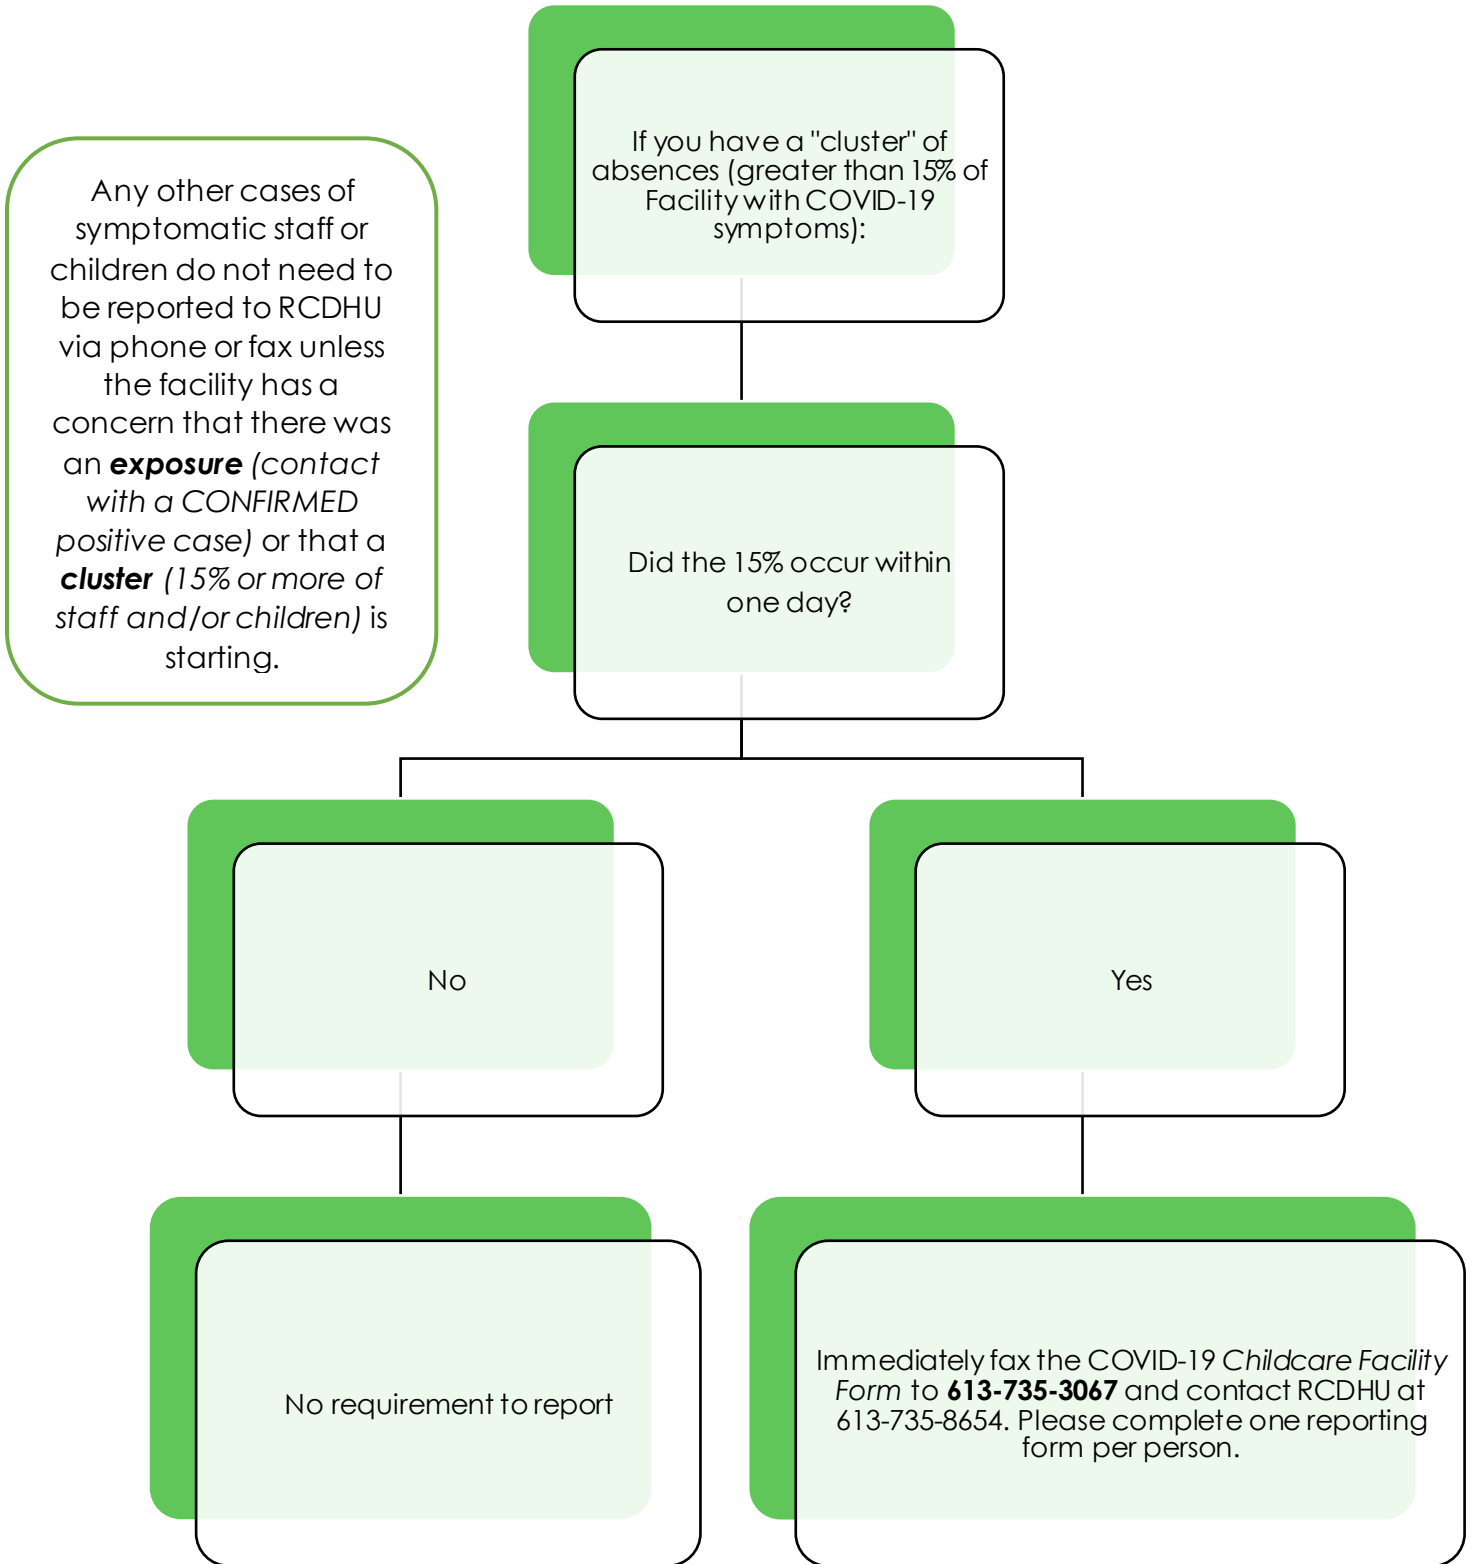 If you have a "cluster" of
absences (greater than 15% of
Facility with COVID-19
symptoms):
Any other cases of
symptomatic staff or
children do not need to
be reported to RCDHU
via phone or fax unless
the facility has a
concern that there was
an exposure (contact
with a CONFIRMED
positive case) or that a
cluster (15% or more of
staff and/or children) is
starting.
Did the 15% occur within
one day?
No
Yes
No requirement to report
Immediately fax the COVID-19 Childcare Facility
Form to 613-735-3067 and contact RCDHU at
613-735-8654. Please complete one reporting
form per person.